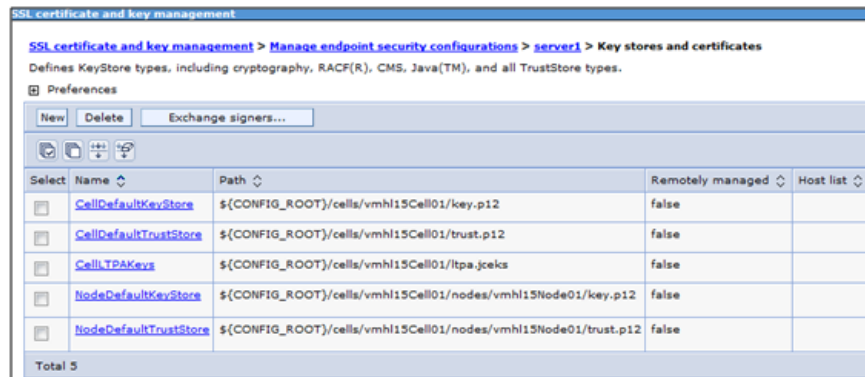 SSL certificate and key management
SSL certificate and key management > Manage endpoint security configurations > server1 > Key stores and certificates
Defines KeyStore types, including cryptography, RACF(R), CMS, Java(TM), and all TrustStore types.
Preferences
New Delete Exchange signers...
Select Name Path Remotely managed Host list
CellDefaultKeyStore ${CONFIG_ROOT}/cells/vmhl15Cell01/key.p12 false
CellDefaultTrustStore ${CONFIG_ROOT}/cells/vmhl15Cell01/trust.p12 false
CellLTPAKeys ${CONFIG_ROOT}/cells/vmhl15Cell01/ltpa.jceks false
NodeDefaultKeyStore ${CONFIG_ROOT}/cells/vmhl15Cell01/nodes/vmhl15Node01/key.p12 false
NodeDefaultTrustStore ${CONFIG_ROOT}/cells/vmhl15Cell01/nodes/vmhl15Node01/trust.p12 false
Total 5